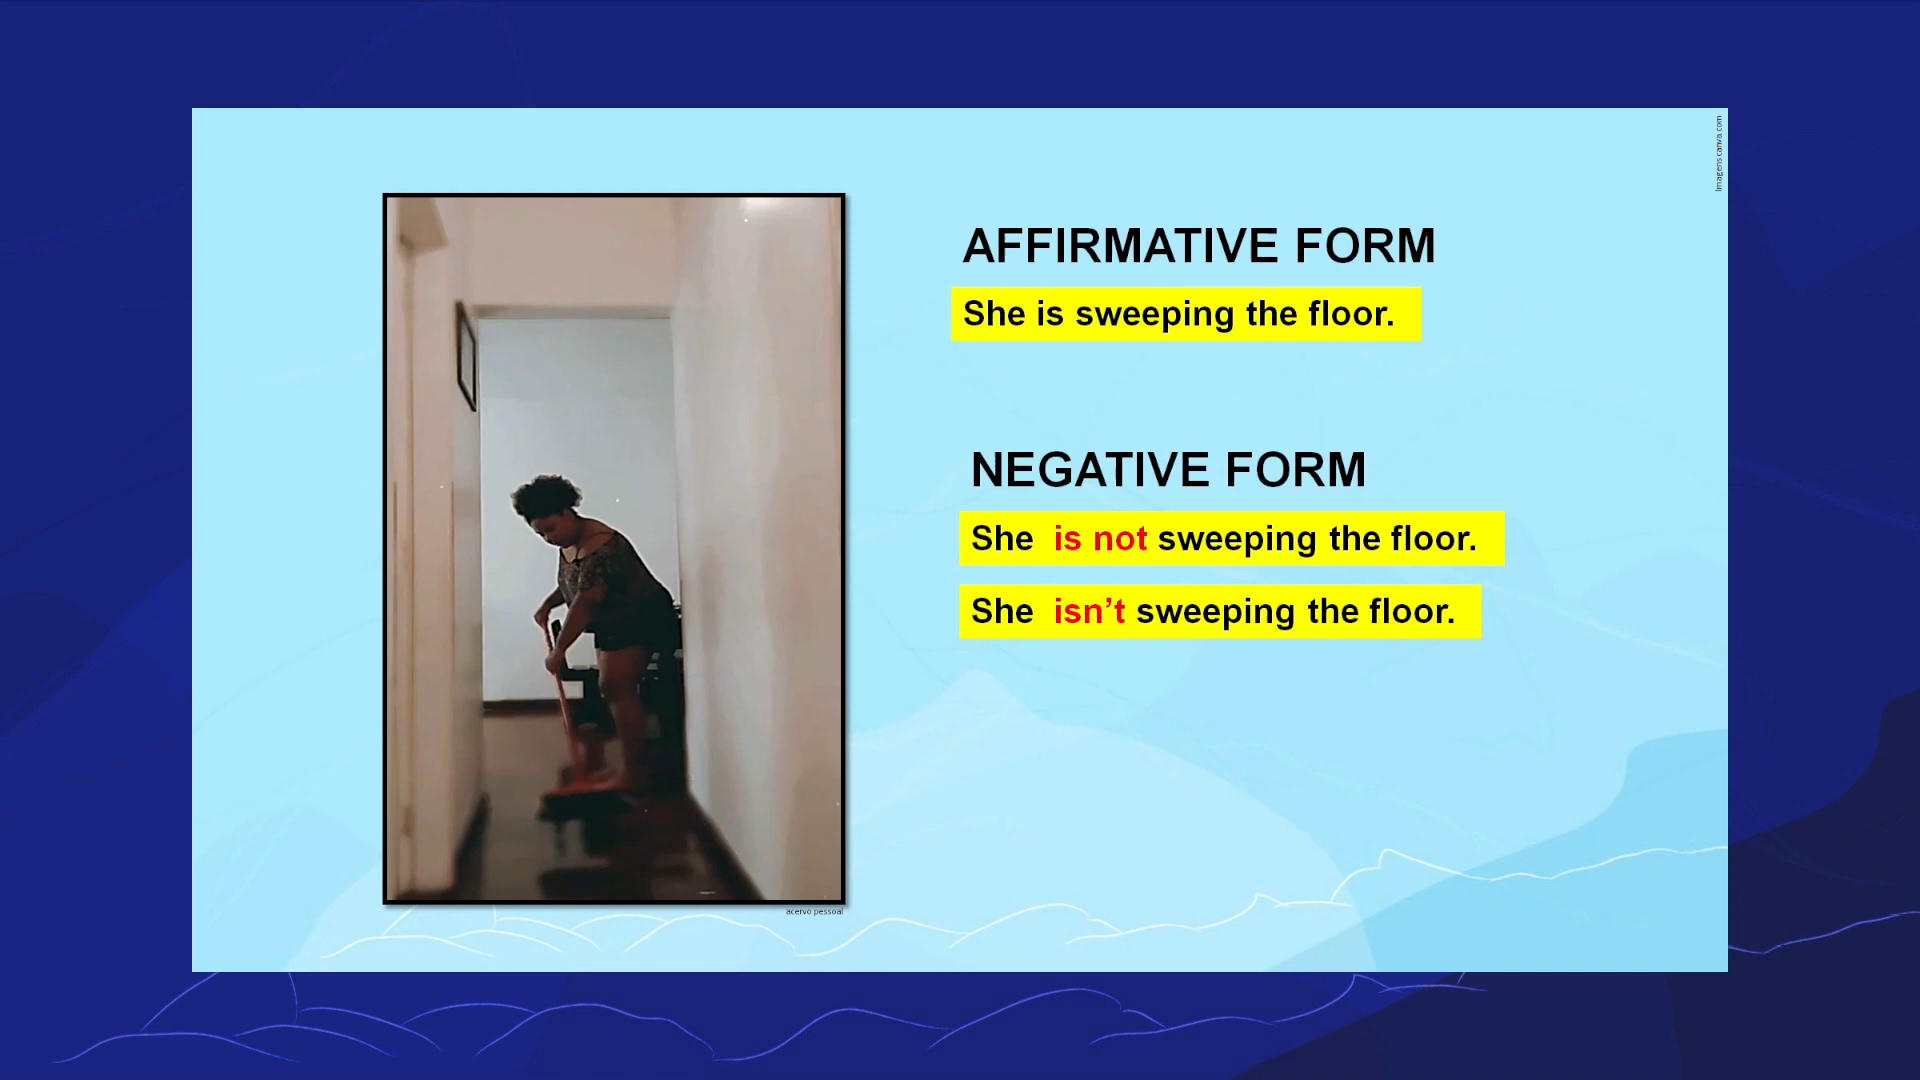 Imagens canva.com
AFFIRMATIVE FORM
She is sweeping the floor.
NEGATIVE FORM
She is not sweeping the floor.
She isn’t sweeping the floor.
acervo pessoal